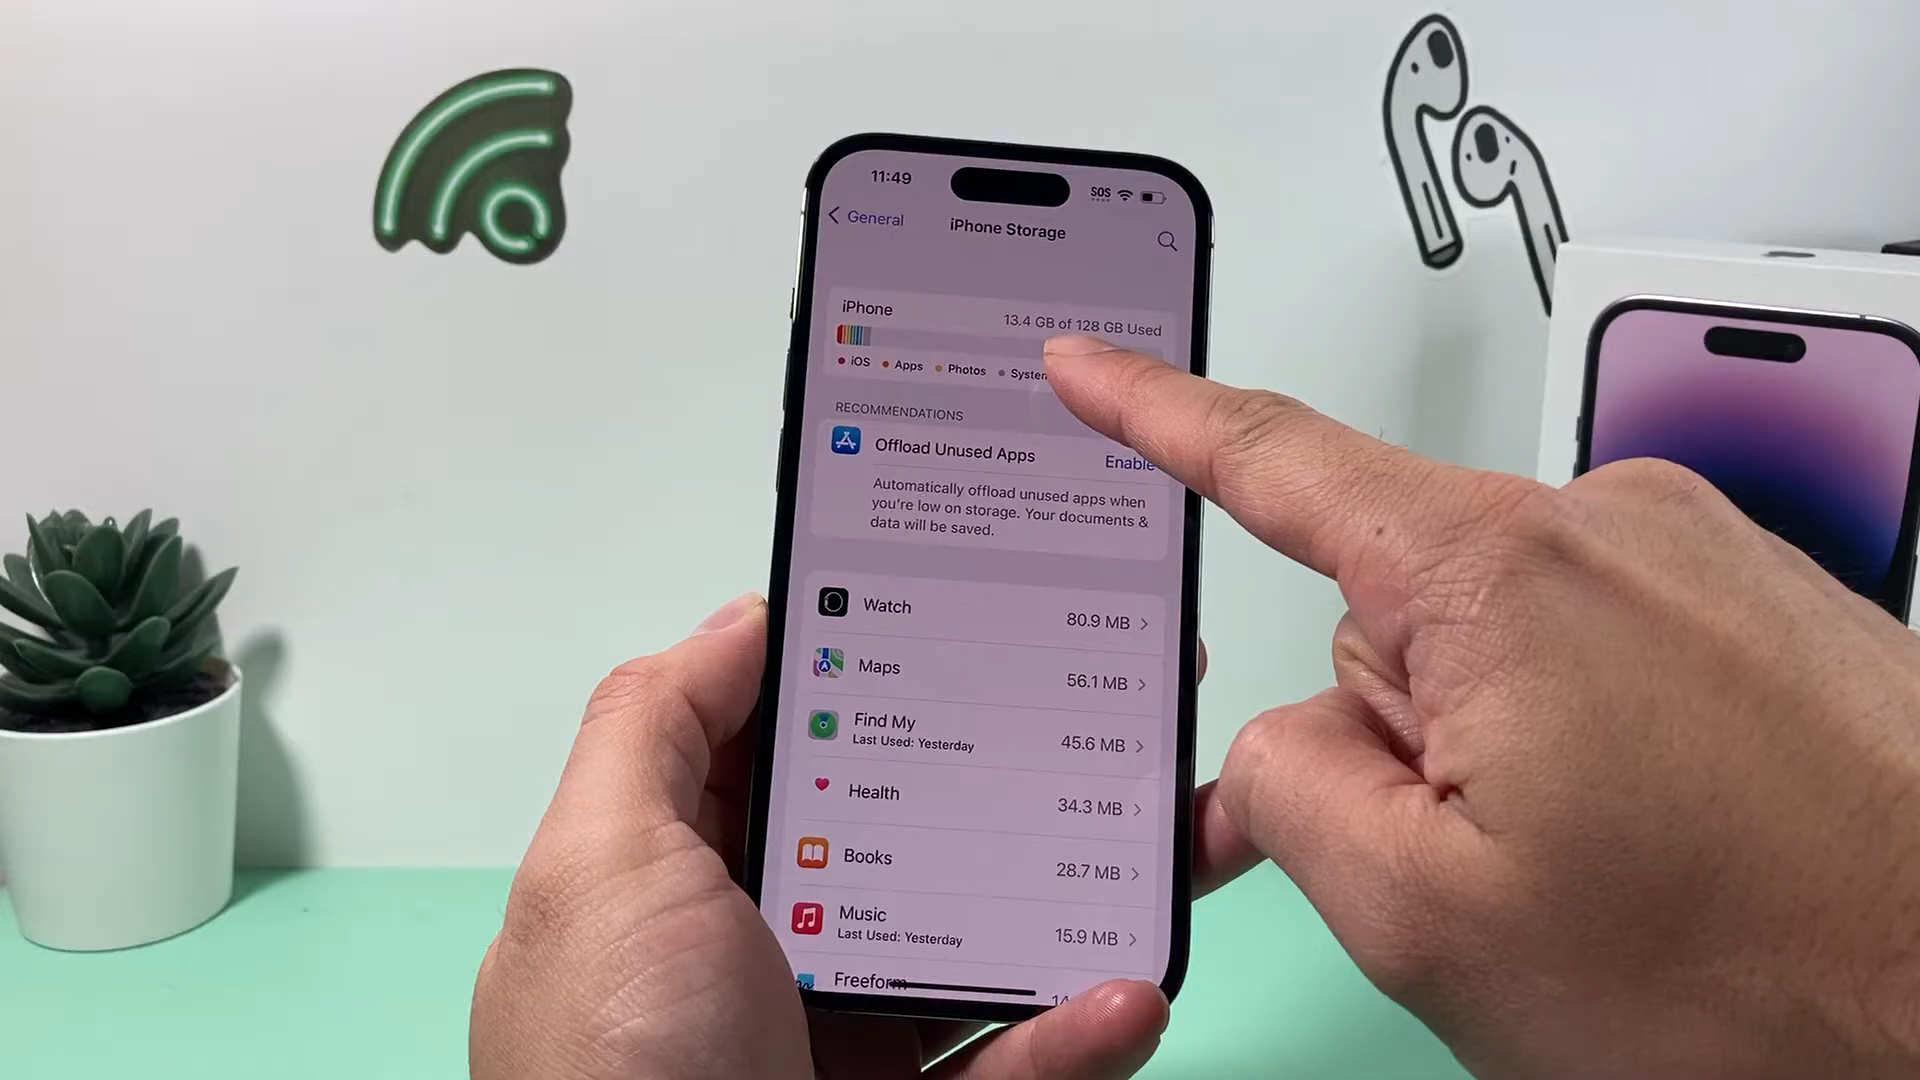 11:49
SOS
General
iPhone Storage
iPhone
13.4 GB of 128 GB Used
iOS Apps Photos
RECOMMENDATIONS
Offload Unused Apps
Enable
Automatically offload unused apps when
you're low on storage. Your documents &
data will be saved.
Watch
80.9 MB
Maps
56.1 MB
Find My
Last Used: Yesterday
45.6 MB
Health
34.3 MB
Books
28.7 MB
Music
Last Used: Yesterday
15.9 MB
Freeform